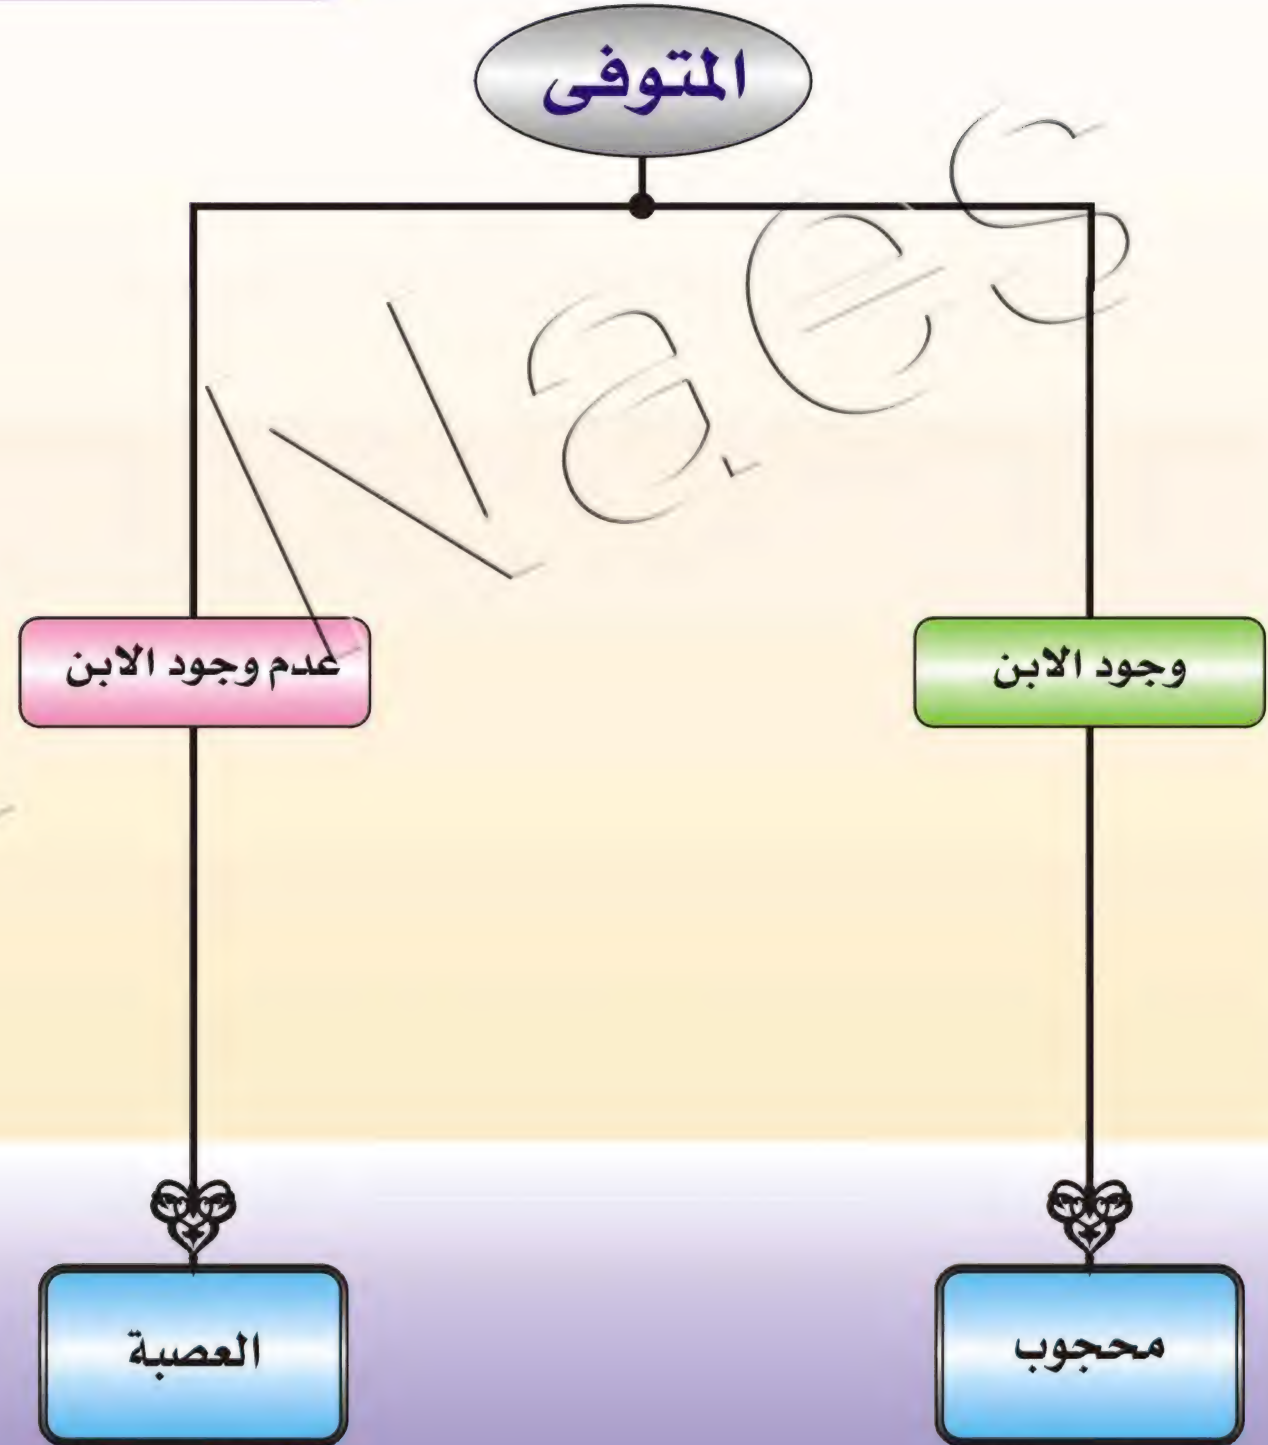 المتوفى
Naes
وجود الابن
عدم وجود الابن
محجوب
العصبة